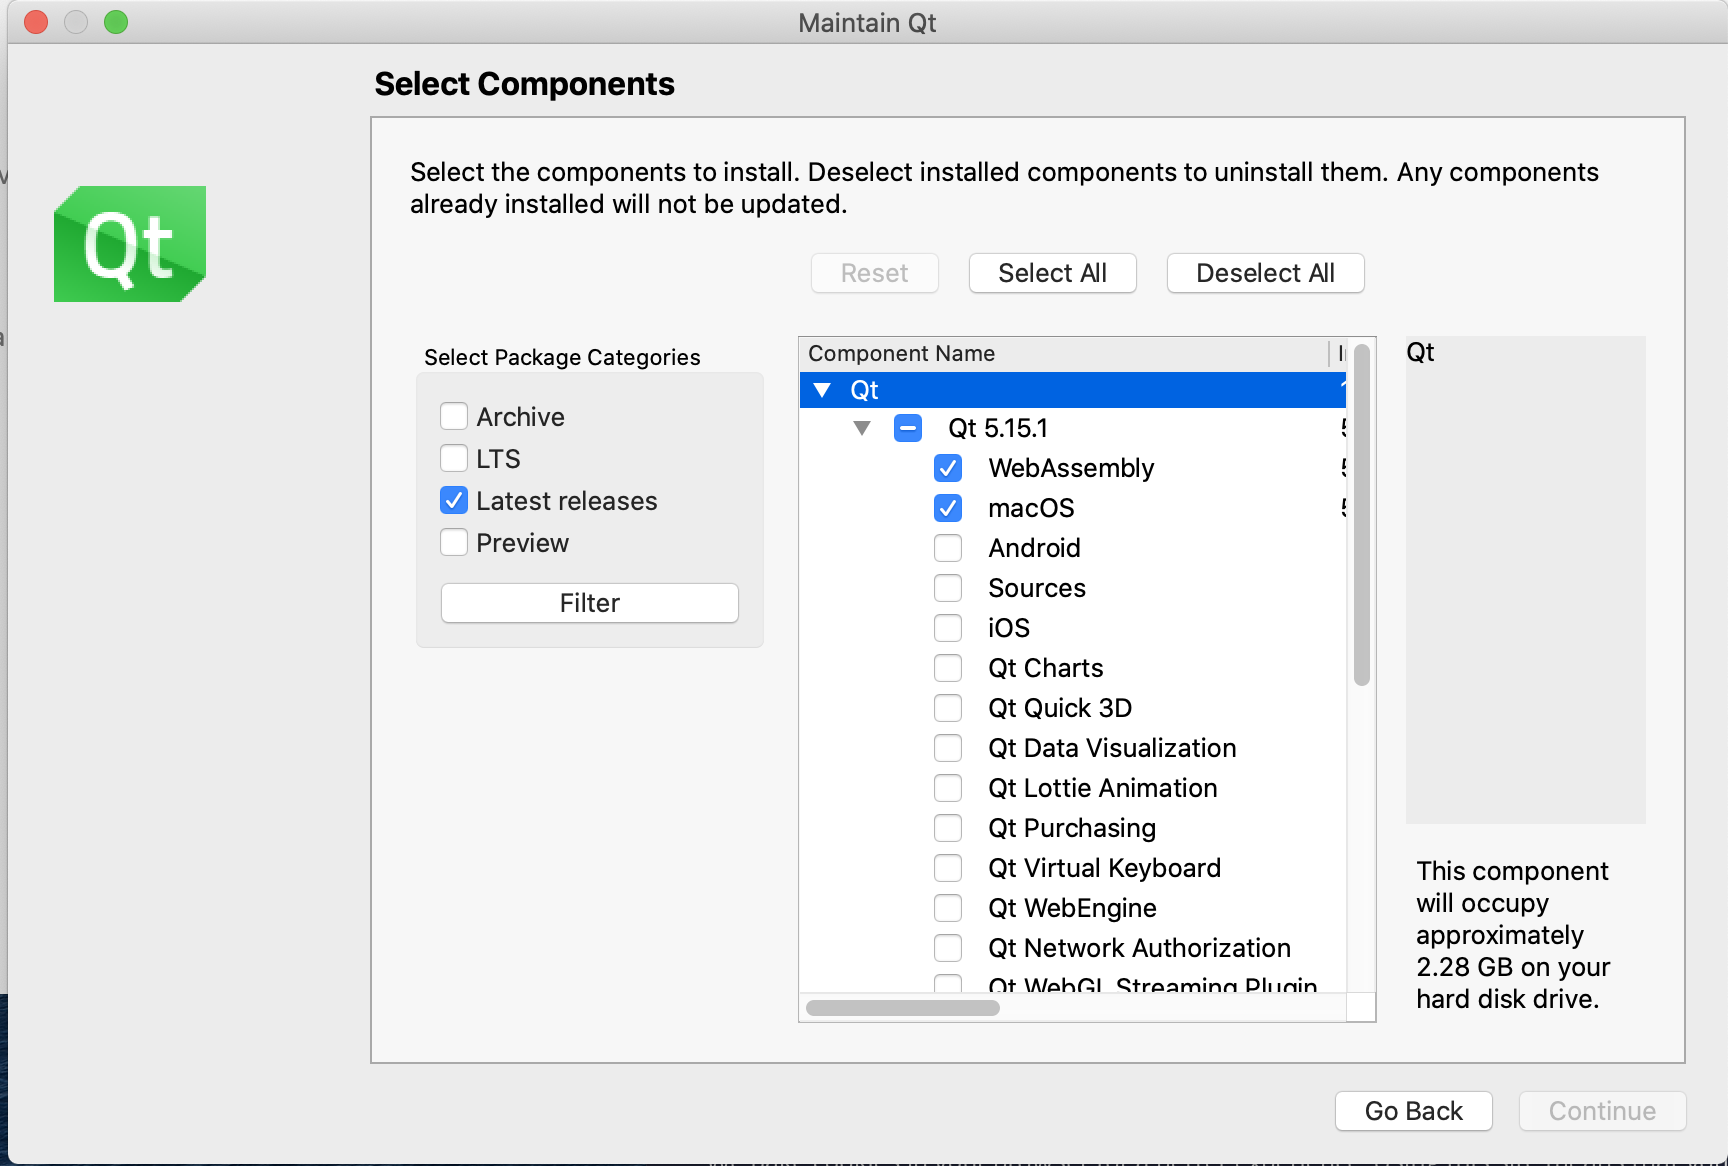 Maintain Qt
Select Components
Qt
Select the components to install. Deselect installed components to uninstall them. Any components
already installed will not be updated.
Reset
Select All
Deselect All
Select Package Categories
Archive
LTS
Latest releases
Preview
Filter
Component Name
Qt
Qt 5.15.1
WebAssembly
macOS
Android
Sources
iOS
Qt Charts
Qt Quick 3D
Qt Data Visualization
Qt Lottie Animation
Qt Purchasing
Qt Virtual Keyboard
Qt WebEngine
Qt Network Authorization
Qt WebGL Streaming Plugin
Qt
This component
will occupy
approximately
2.28 GB on your
hard disk drive.
Go Back
Continue